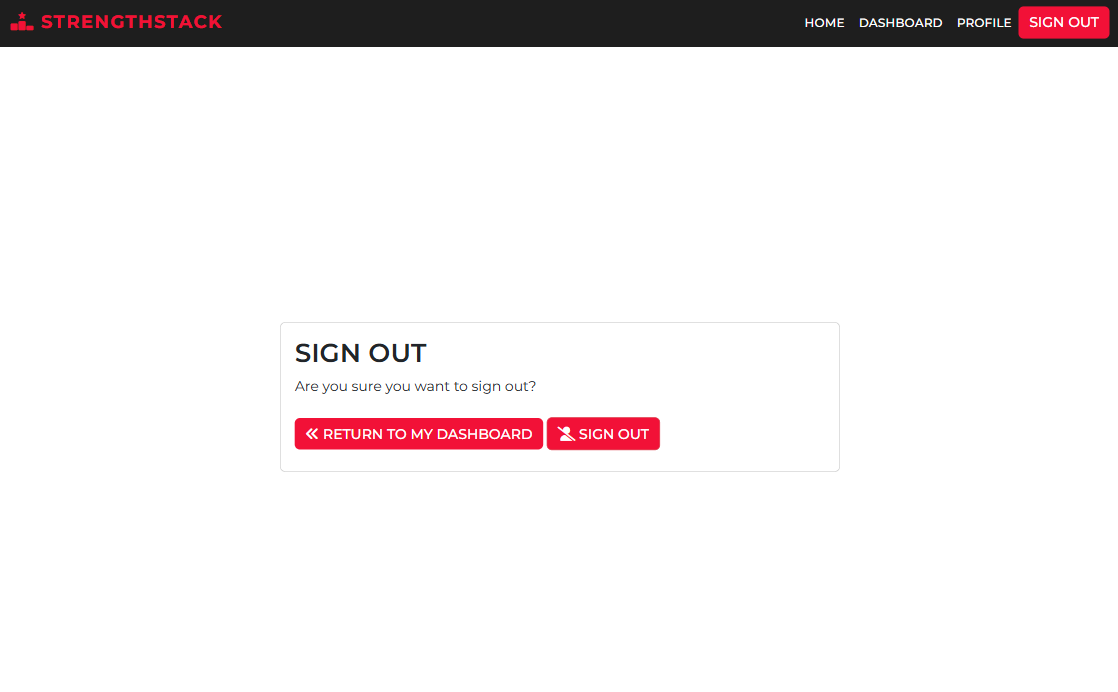 STRENGTHSTACK
HOME DASHBOARD PROFILE SIGN OUT
SIGN OUT
Are you sure you want to sign out?
RETURN TO MY DASHBOARD SIGN OUT